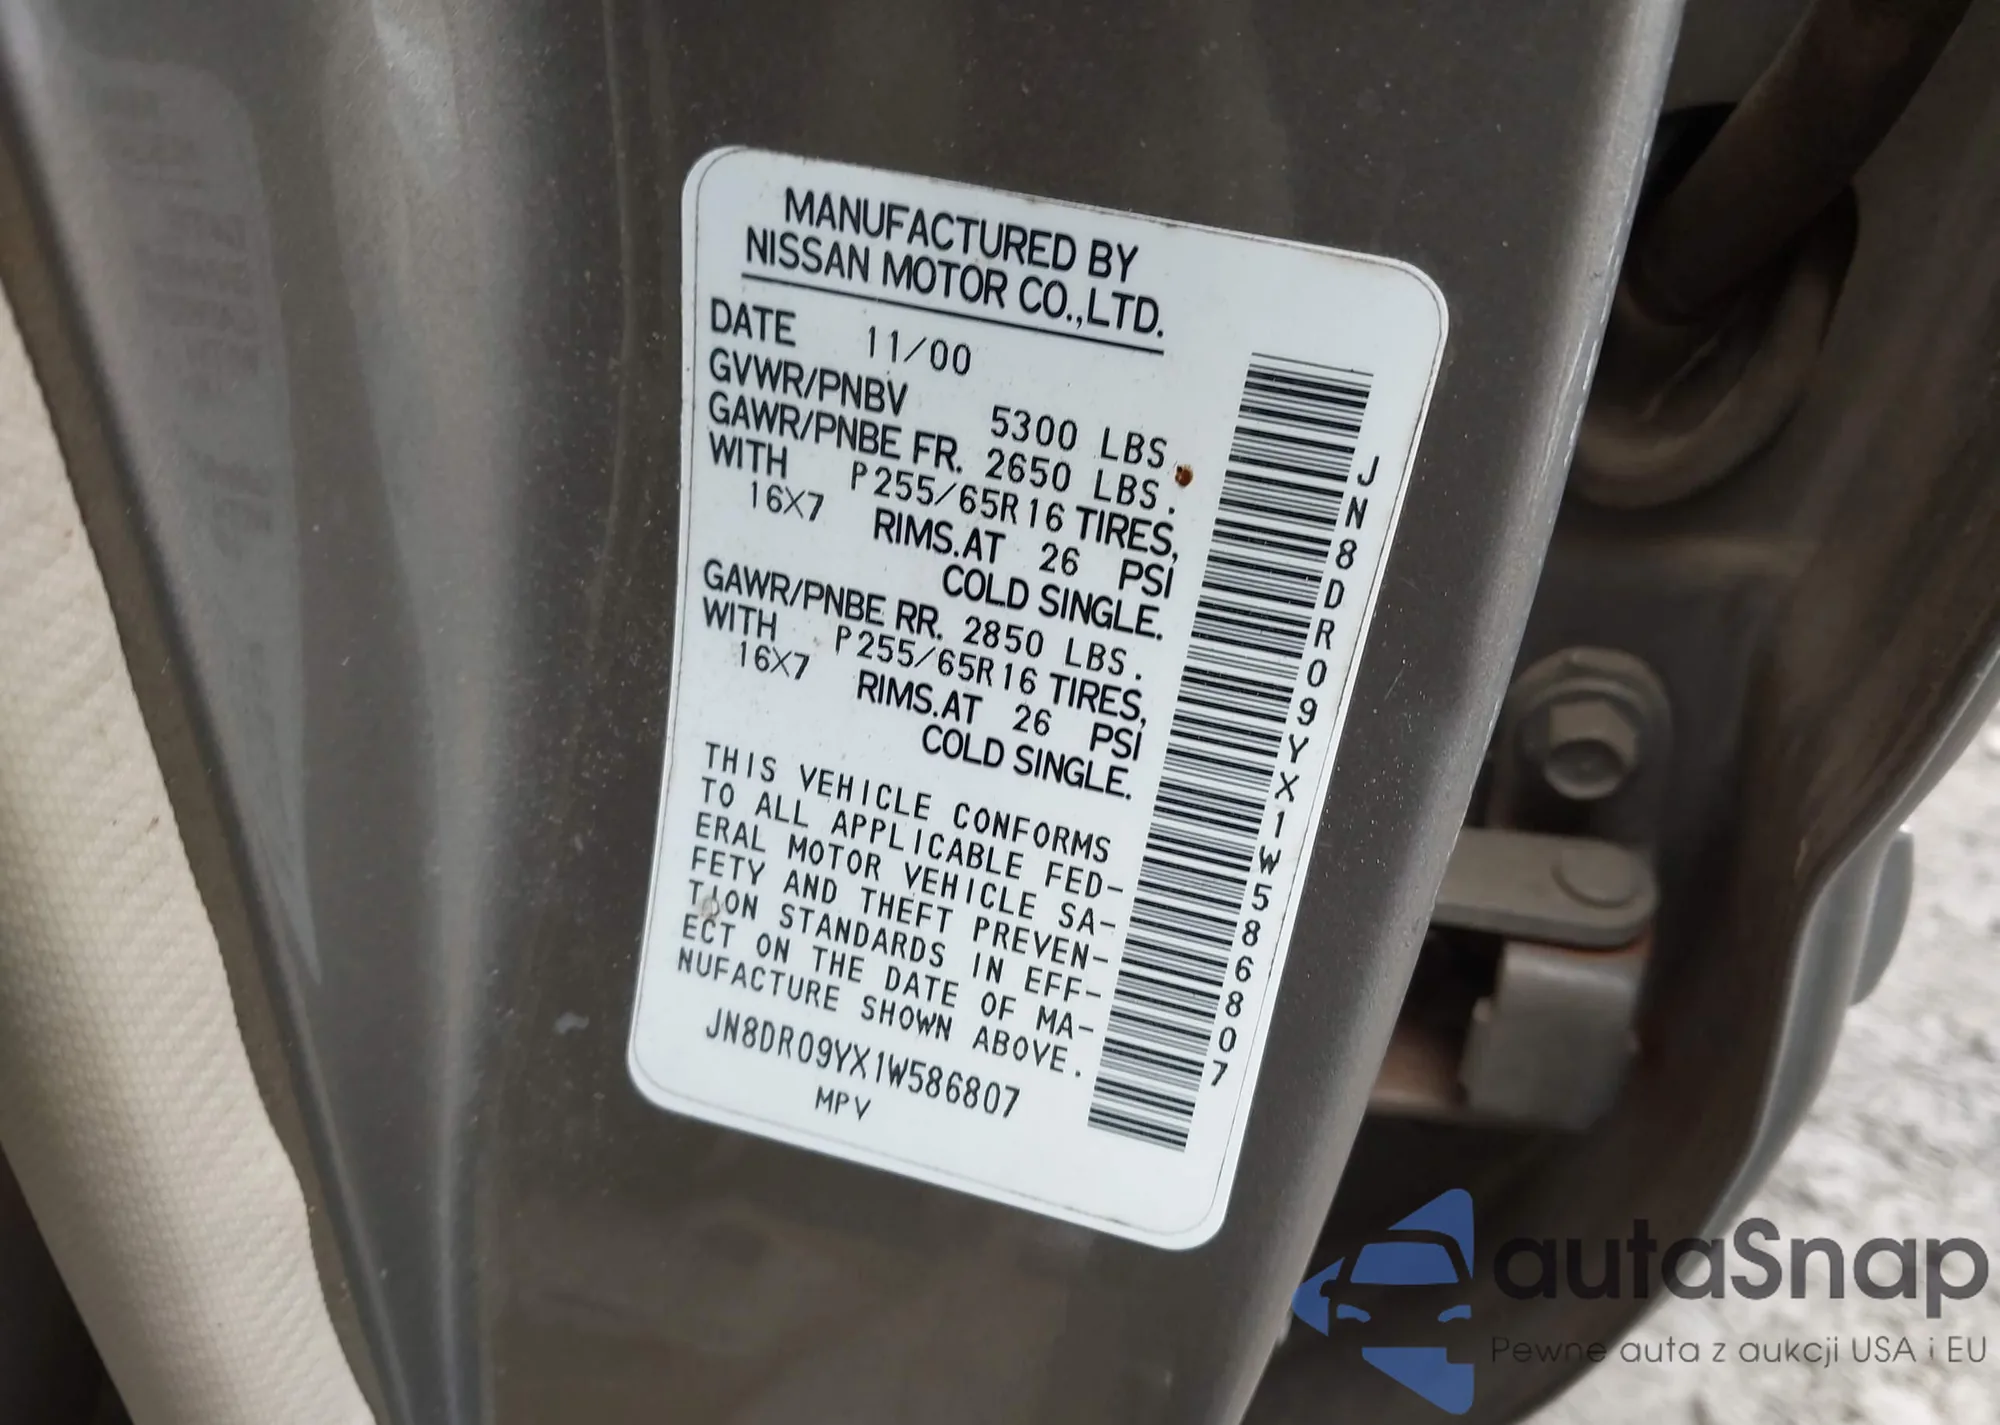 MANUFACTURED BY
NISSAN MOTOR CO.,LTD.
DATE 11/00
GVWR/PNBV 5300 LBS.
GAWR/PNBE FR. 2650 LBS.
WITH P255/65R16 TIRES,
16X7 RIMS.AT 26 PSI
COLD SINGLE.
GAWR/PNBE RR. 2850 LBS.
WITH P255/65R16 TIRES,
16X7 RIMS.AT 26 PSI
COLD SINGLE.
THIS VEHICLE CONFORMS
TO ALL APPLICABLE FED-
ERAL MOTOR VEHICLE SA-
FETY AND THEFT PREVEN-
TION STANDARDS IN EFF-
ECT ON THE DATE OF MA-
NUFACTURE SHOWN ABOVE.
JN8DR09YX1W586807
MPV
JN8DR09YX1W586807
autaSnap
Pewne auta z aukcji USA i EU